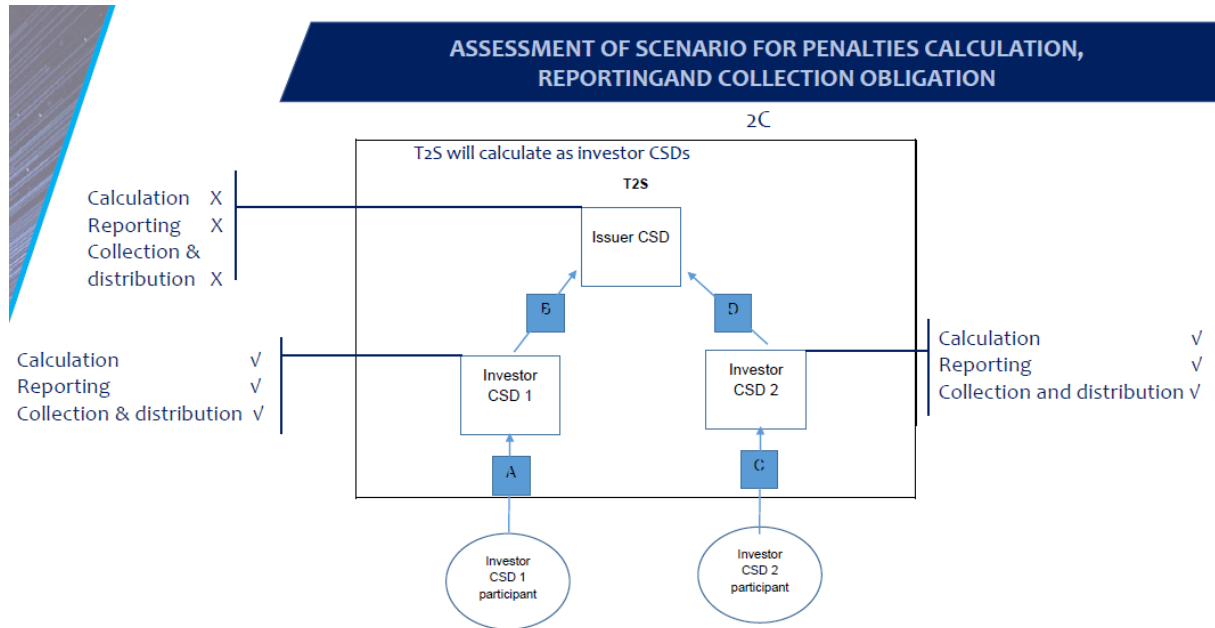 ASSESSMENT OF SCENARIO FOR PENALTIES CALCULATION,
REPORTINGAND COLLECTION OBLIGATION
2C
T2S will calculate as investor CSDs
T2S
Calculation X
Reporting X
Collection &
distribution X
Issuer CSD
B
D
Calculation √
Reporting √
Collection & distribution √
Investor
CSD 1
Investor
CSD 2
Calculation √
Reporting √
Collection and distribution √
A
C
Investor
CSD 1
participant
Investor
CSD 2
participant